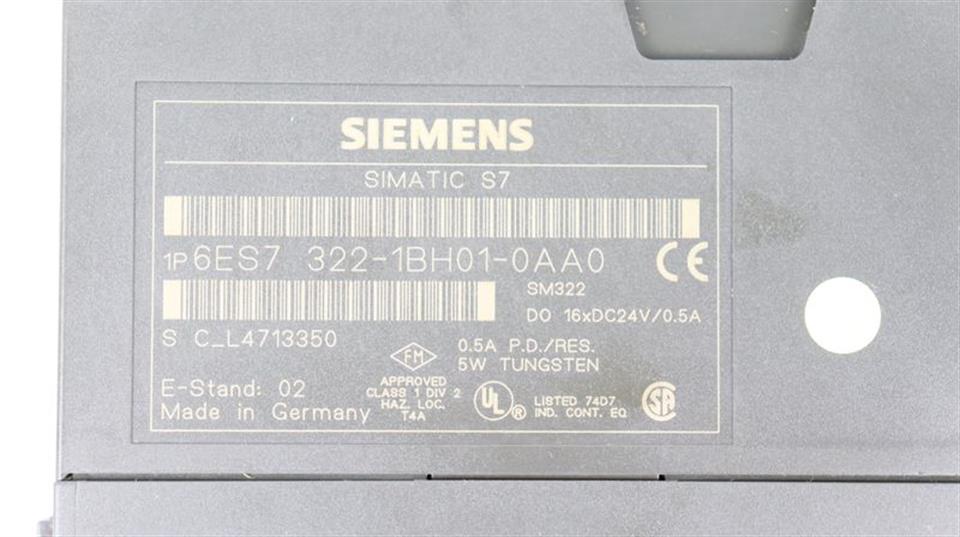 SIEMENS
SIMATIC S7
1P 6ES7 322-1BH01-0AA0
CE
SM322
DO 16xDC24V/0.5A
S C_L4713350
0.5A P.D./RES.
5W TUNGSTEN
FM
APPROVED
CLASS 1 DIV 2
HAZ. LOC.
T4A
UL ®
LISTED 74D7
IND. CONT. EQ
SA
E-Stand: 02
Made in Germany